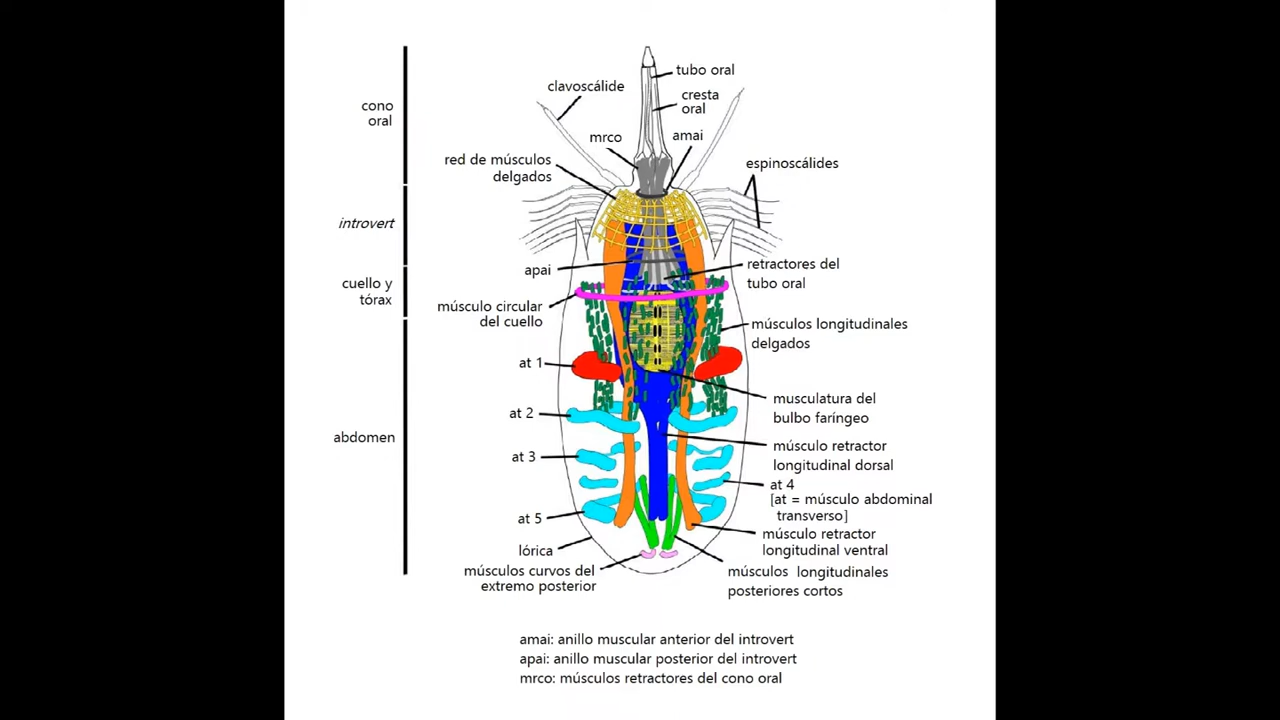 tubo oral
clavoscálide
cresta
oral
cono
oral
mrco
amai
red de músculos
delgados
espinoscálides
introvert
apai
retractores del
tubo oral
cuello y
tórax
músculo circular
del cuello
músculos longitudinales
delgados
at 1
musculatura del
bulbo faríngeo
at 2
abdomen
músculo retractor
longitudinal dorsal
at 3
at 4
[at = músculo abdominal
transverso]
at 5
músculo retractor
longitudinal ventral
lórica
músculos curvos del
extremo posterior
músculos longitudinales
posteriores cortos
amai: anillo muscular anterior del introvert
apai: anillo muscular posterior del introvert
mrco: músculos retractores del cono oral